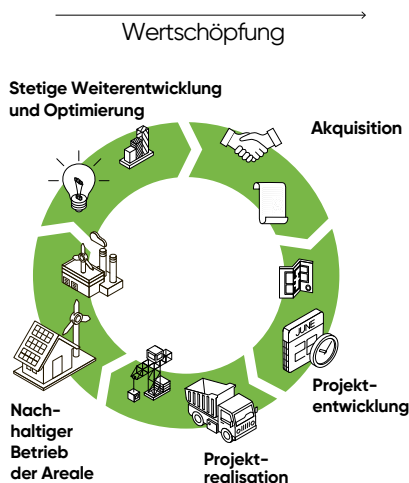 Wertschöpfung
Stetige Weiterentwicklung
und Optimierung
Akquisition
JUNE
Projekt-
entwicklung
Projekt-
realisation
Nach-
haltiger
Betrieb
der Areale